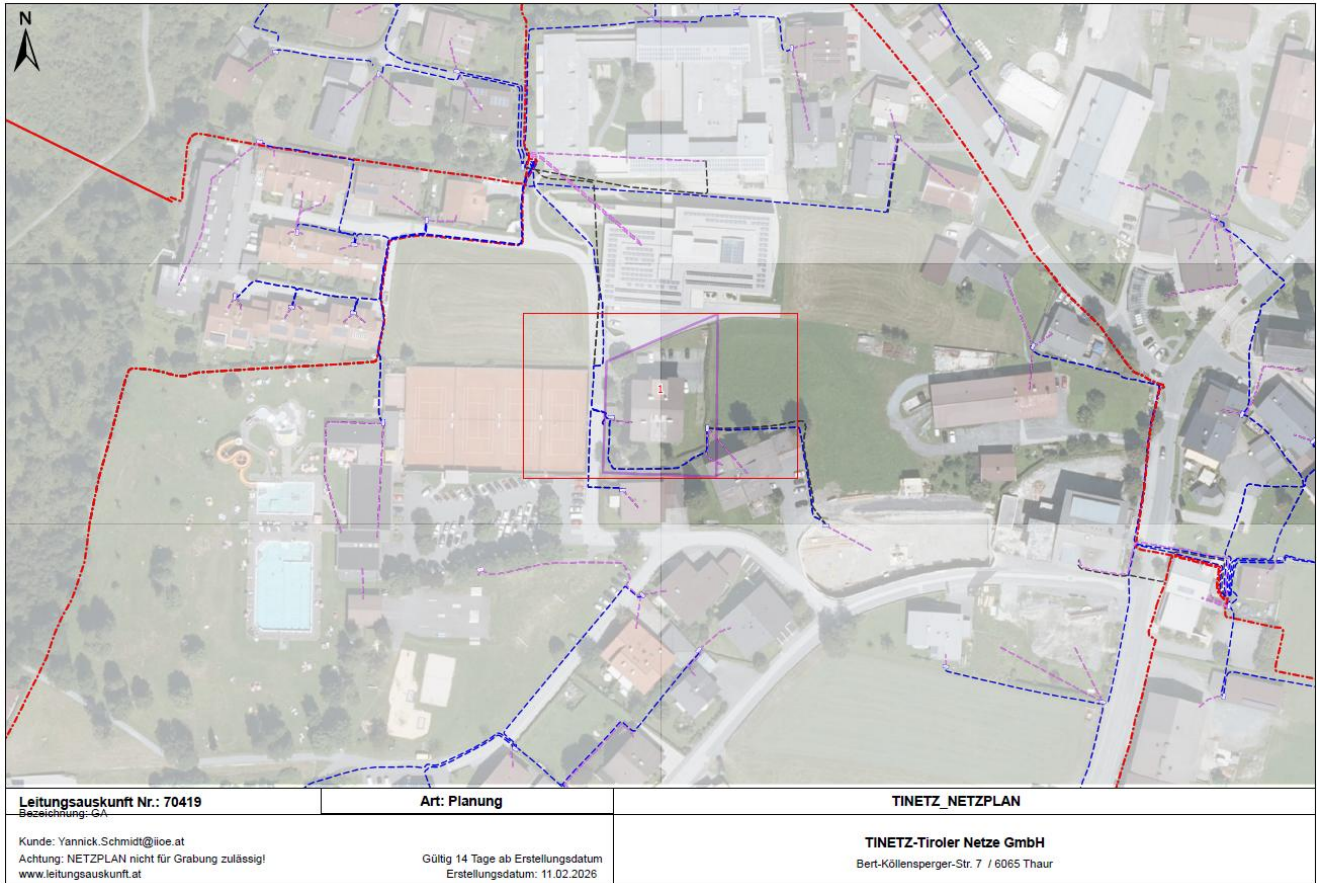 N
1
Leitungsauskunft Nr.: 70419
Art: Planung
TINETZ_NETZPLAN
Bezeichnung: GA
Kunde: Yannick.Schmidt@iioe.at
TINETZ-Tiroler Netze GmbH
Achtung: NETZPLAN nicht für Grabung zulässig!
Gültig 14 Tage ab Erstellungsdatum
Bert-Köllensperger-Str. 7 / 6065 Thaur
www.leitungsauskunft.at
Erstellungsdatum: 11.02.2026